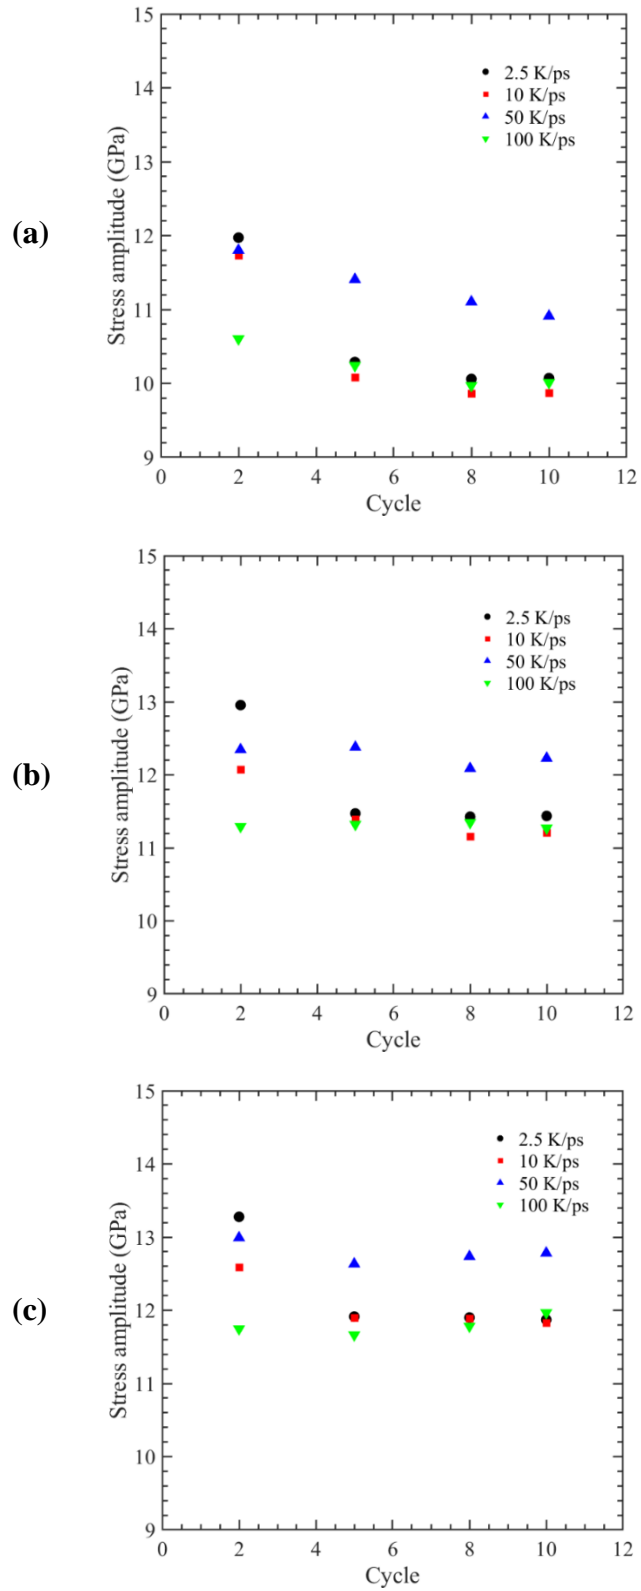 (a)
Stress amplitude (GPa)
15
14
13
12
11
10
9
2.5 K/ps
10 K/ps
50 K/ps
100 K/ps
0 2 4 6 8 10 12
Cycle
(b)
Stress amplitude (GPa)
15
14
13
12
11
10
9
2.5 K/ps
10 K/ps
50 K/ps
100 K/ps
0 2 4 6 8 10 12
Cycle
(c)
Stress amplitude (GPa)
15
14
13
12
11
10
9
2.5 K/ps
10 K/ps
50 K/ps
100 K/ps
0 2 4 6 8 10 12
Cycle